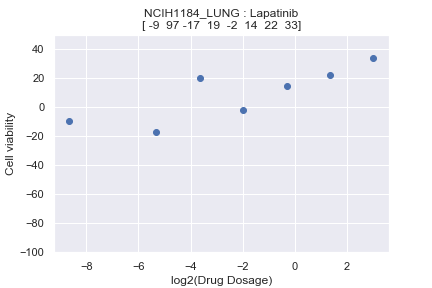 NCIH1184_LUNG : Lapatinib
[ -9 97 -17 19 -2 14 22 33]
40
20
0
−20
−40
−60
−80
−100
Cell viability
−8 −6 −4 −2 0 2
log2(Drug Dosage)